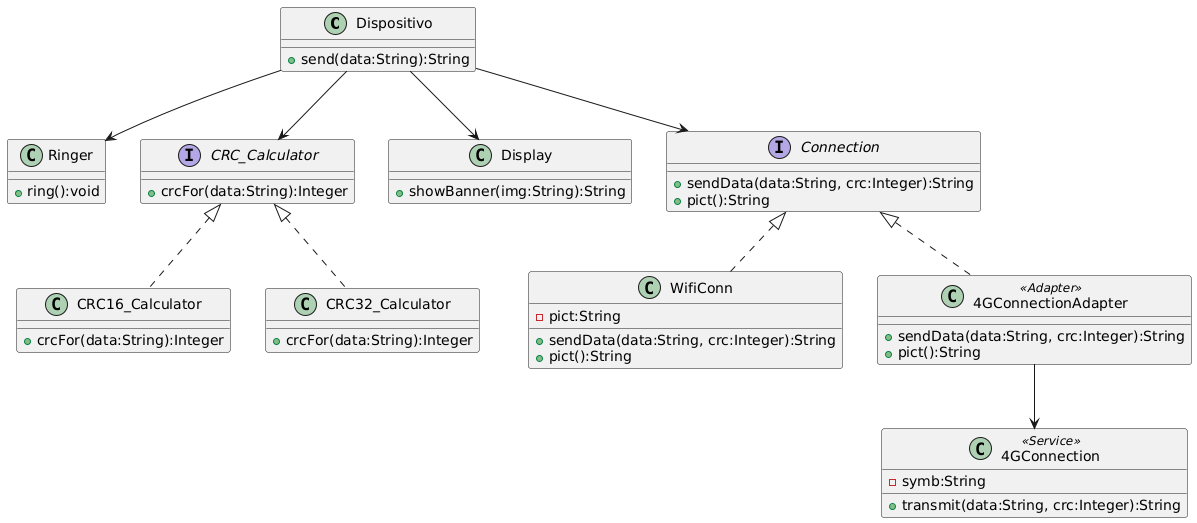 C Dispositivo
send(data:String):String
C Ringer
ring():void
I CRC_Calculator
crcFor(data:String):Integer
C Display
showBanner(img:String):String
I Connection
sendData(data:String, crc:Integer):String
pict():String
C CRC16_Calculator
crcFor(data:String):Integer
C CRC32_Calculator
crcFor(data:String):Integer
C WifiConn
pict:String
sendData(data:String, crc:Integer):String
pict():String
«Adapter»
C 4GConnectionAdapter
sendData(data:String, crc:Integer):String
pict():String
«Service»
C 4GConnection
symb:String
transmit(data:String, crc:Integer):String